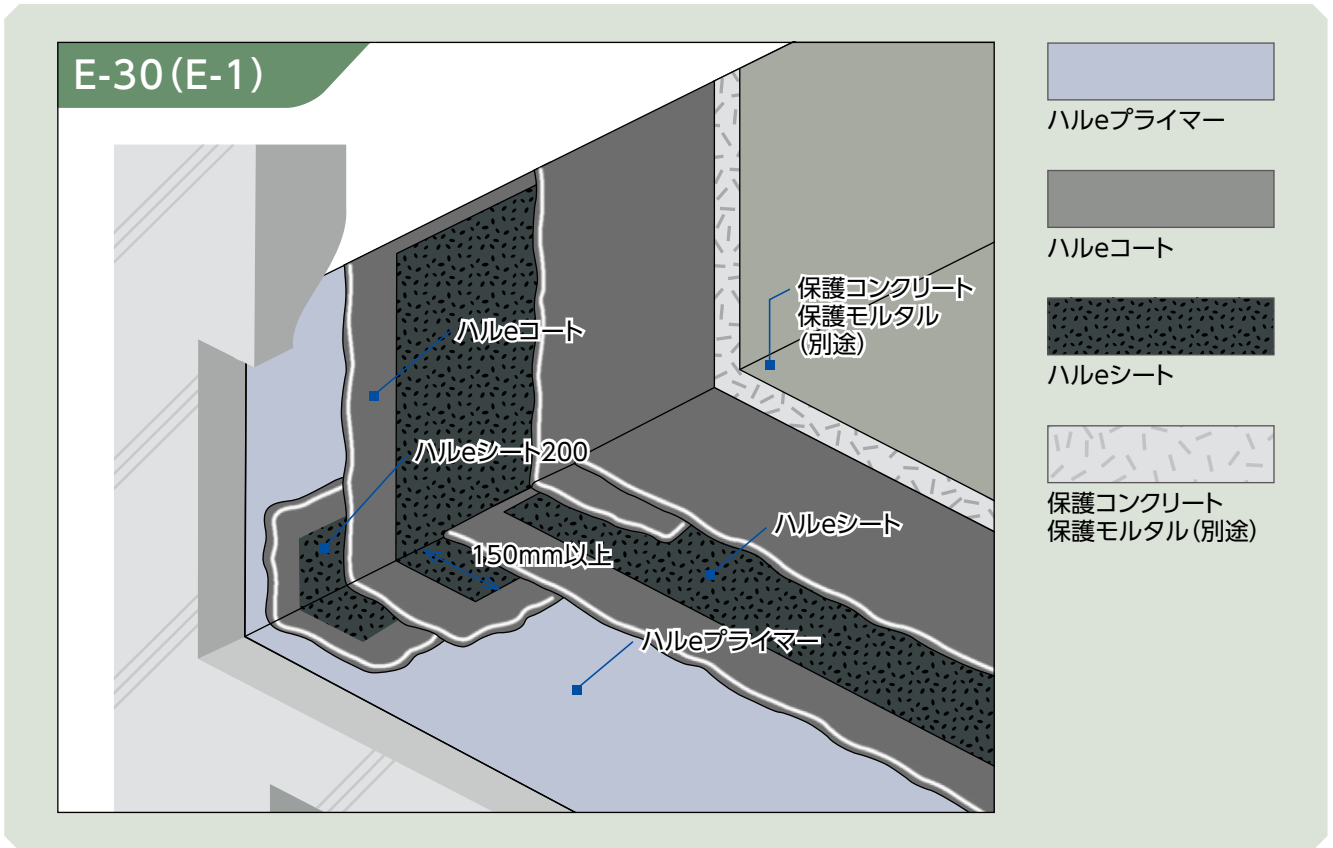 E-30(E-1)
ハルeコート
ハルeシート200
150mm以上
保護コンクリート
保護モルタル
(別途)
ハルeシート
ハルeプライマー
ハルeプライマー
ハルeコート
ハルeシート
保護コンクリート
保護モルタル(別途)